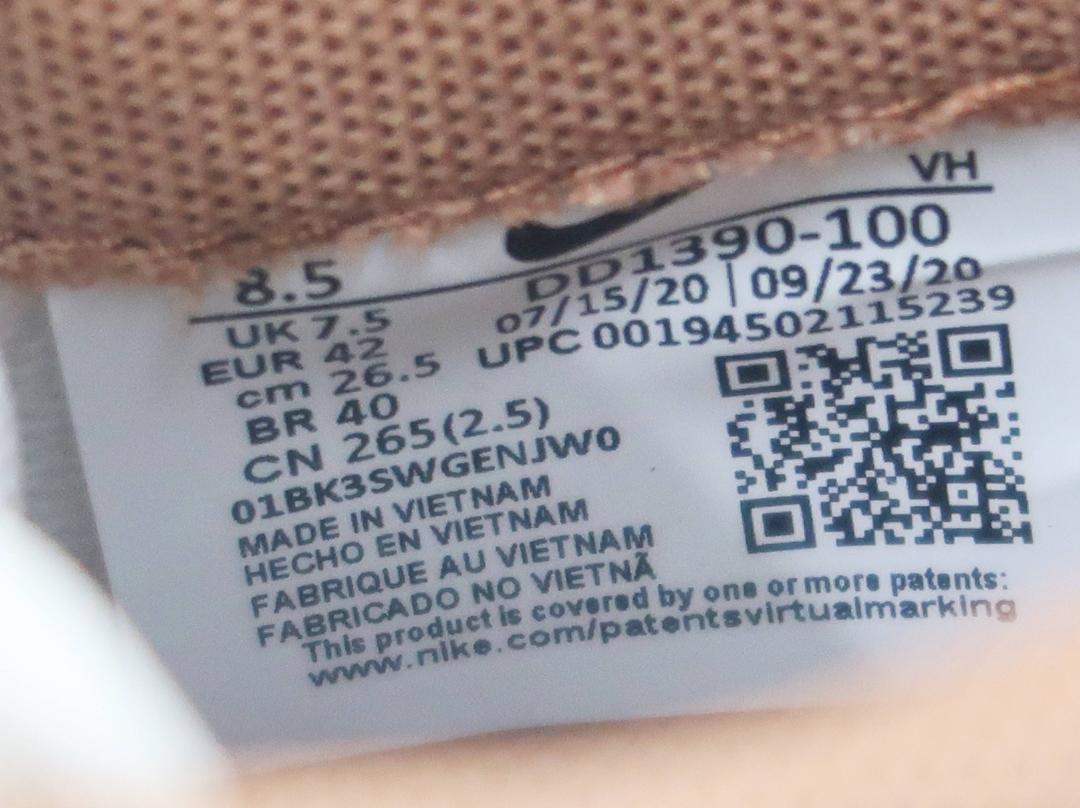 VH
8.5
DD1390-100
07/15/20 | 09/23/20
UPC 00194502115239
UK 7.5
EUR 42
cm 26.5
BR 40
CN 265(2.5)
01BK3SWGENJW0
MADE IN VIETNAM
HECHO EN VIETNAM
FABRIQUE AU VIETNAM
FABRICADO NO VIETNÃ
This product is covered by one or more patents:
www.nike.com/patentsvirtualmarking